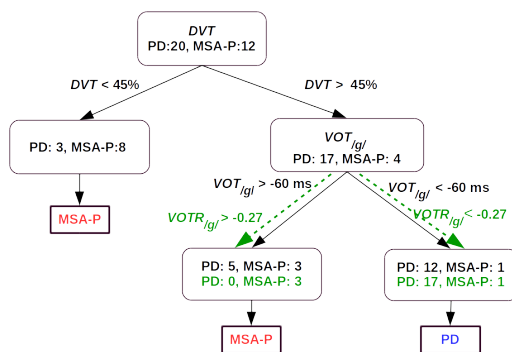 DVT
PD:20, MSA-P:12
DVT < 45%
DVT > 45%
PD: 3, MSA-P:8
VOT/g/
PD: 17, MSA-P: 4
MSA-P
VOT/g/ > -60 ms
VOT/g/ < -60 ms
VOTR/g/ > -0.27
VOTR/g/ < -0.27
PD: 5, MSA-P: 3
PD: 0, MSA-P: 3
PD: 12, MSA-P: 1
PD: 17, MSA-P: 1
MSA-P
PD